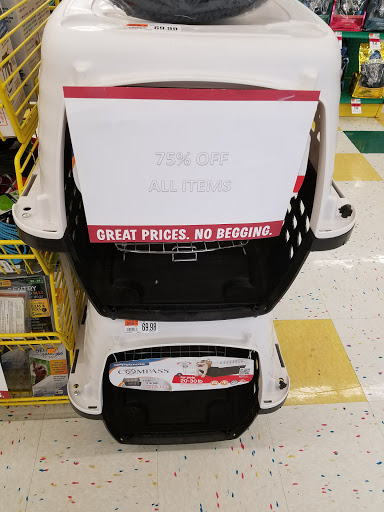 69.99
75% OFF
ALL ITEMS
GREAT PRICES. NO BEGGING.
69.99
COMPASS
20-30 lb